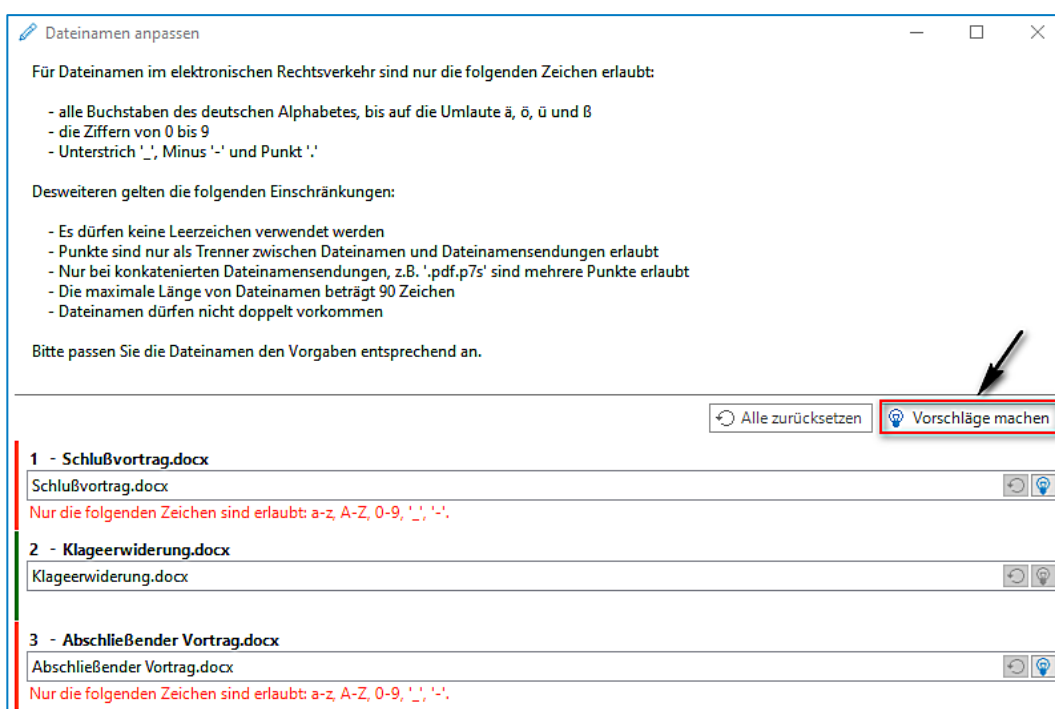 Dateinamen anpassen
Für Dateinamen im elektronischen Rechtsverkehr sind nur die folgenden Zeichen erlaubt:
- alle Buchstaben des deutschen Alphabetes, bis auf die Umlaute ä, ö, ü und ß
- die Ziffern von 0 bis 9
- Unterstrich '_', Minus '-' und Punkt '.'
Desweiteren gelten die folgenden Einschränkungen:
- Es dürfen keine Leerzeichen verwendet werden
- Punkte sind nur als Trenner zwischen Dateinamen und Dateinamensendungen erlaubt
- Nur bei konkatenierten Dateinamensendungen, z.B. '.pdf.p7s' sind mehrere Punkte erlaubt
- Die maximale Länge von Dateinamen beträgt 90 Zeichen
- Dateinamen dürfen nicht doppelt vorkommen
Bitte passen Sie die Dateinamen den Vorgaben entsprechend an.
Alle zurücksetzen Vorschläge machen
1 - Schlußvortrag.docx
Schlußvortrag.docx
Nur die folgenden Zeichen sind erlaubt: a-z, A-Z, 0-9, '_', '-'.
2 - Klageerwiderung.docx
Klageerwiderung.docx
3 - Abschließender Vortrag.docx
Abschließender Vortrag.docx
Nur die folgenden Zeichen sind erlaubt: a-z, A-Z, 0-9, '_', '-'.